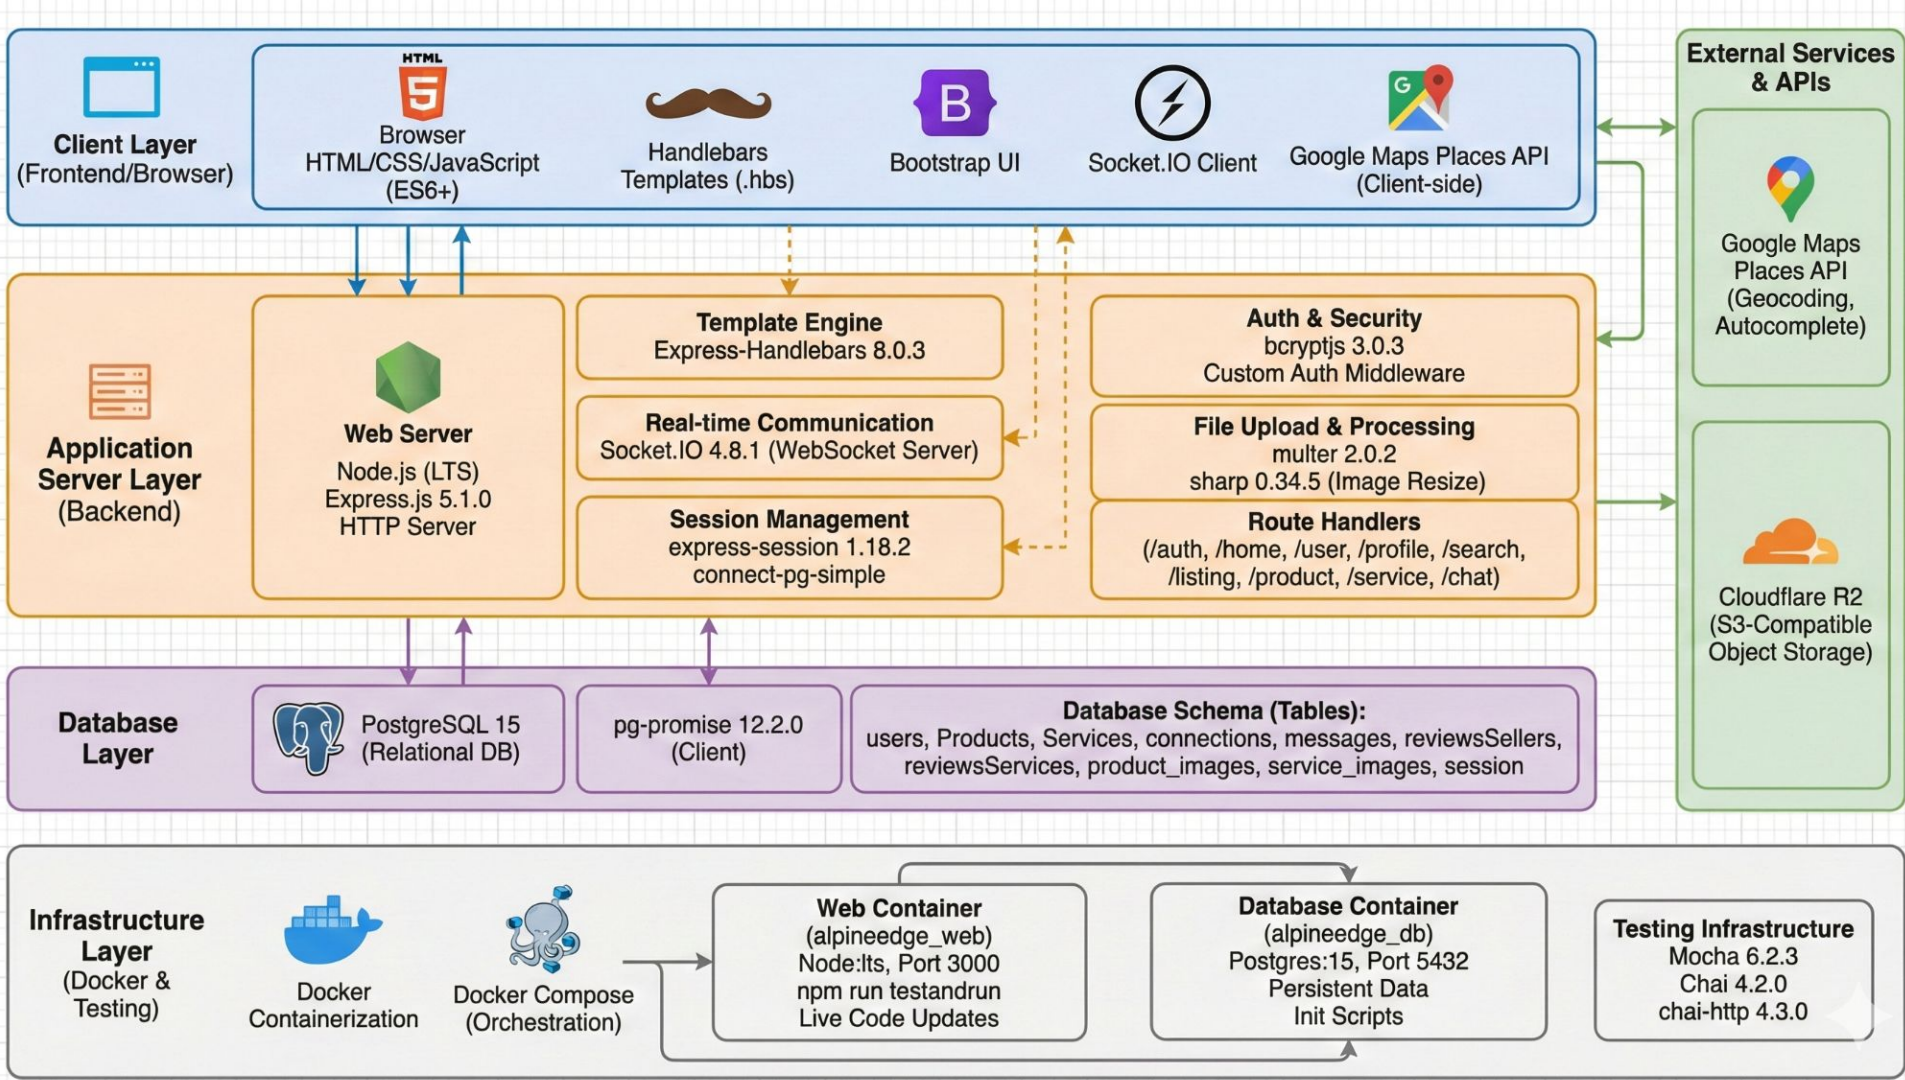 Client Layer
(Frontend/Browser)
HTML
5
Browser
HTML/CSS/JavaScript
(ES6+)
Handlebars
Templates (.hbs)
B
Bootstrap UI
Socket.IO Client
G
Google Maps Places API
(Client-side)
External Services
& APIs
Google Maps
Places API
(Geocoding,
Autocomplete)
Cloudflare R2
(S3-Compatible
Object Storage)
Application
Server Layer
(Backend)
Web Server
Node.js (LTS)
Express.js 5.1.0
HTTP Server
Template Engine
Express-Handlebars 8.0.3
Real-time Communication
Socket.IO 4.8.1 (WebSocket Server)
Session Management
express-session 1.18.2
connect-pg-simple
Auth & Security
bcryptjs 3.0.3
Custom Auth Middleware
File Upload & Processing
multer 2.0.2
sharp 0.34.5 (Image Resize)
Route Handlers
(/auth, /home, /user, /profile, /search,
/listing, /product, /service, /chat)
Database
Layer
PostgreSQL 15
(Relational DB)
pg-promise 12.2.0
(Client)
Database Schema (Tables):
users, Products, Services, connections, messages, reviewsSellers,
reviewsServices, product_images, service_images, session
Infrastructure
Layer
(Docker &
Testing)
Docker
Containerization
Docker Compose
(Orchestration)
Web Container
(alpineedge_web)
Node:lts, Port 3000
npm run testandrun
Live Code Updates
Database Container
(alpineedge_db)
Postgres:15, Port 5432
Persistent Data
Init Scripts
Testing Infrastructure
Mocha 6.2.3
Chai 4.2.0
chai-http 4.3.0